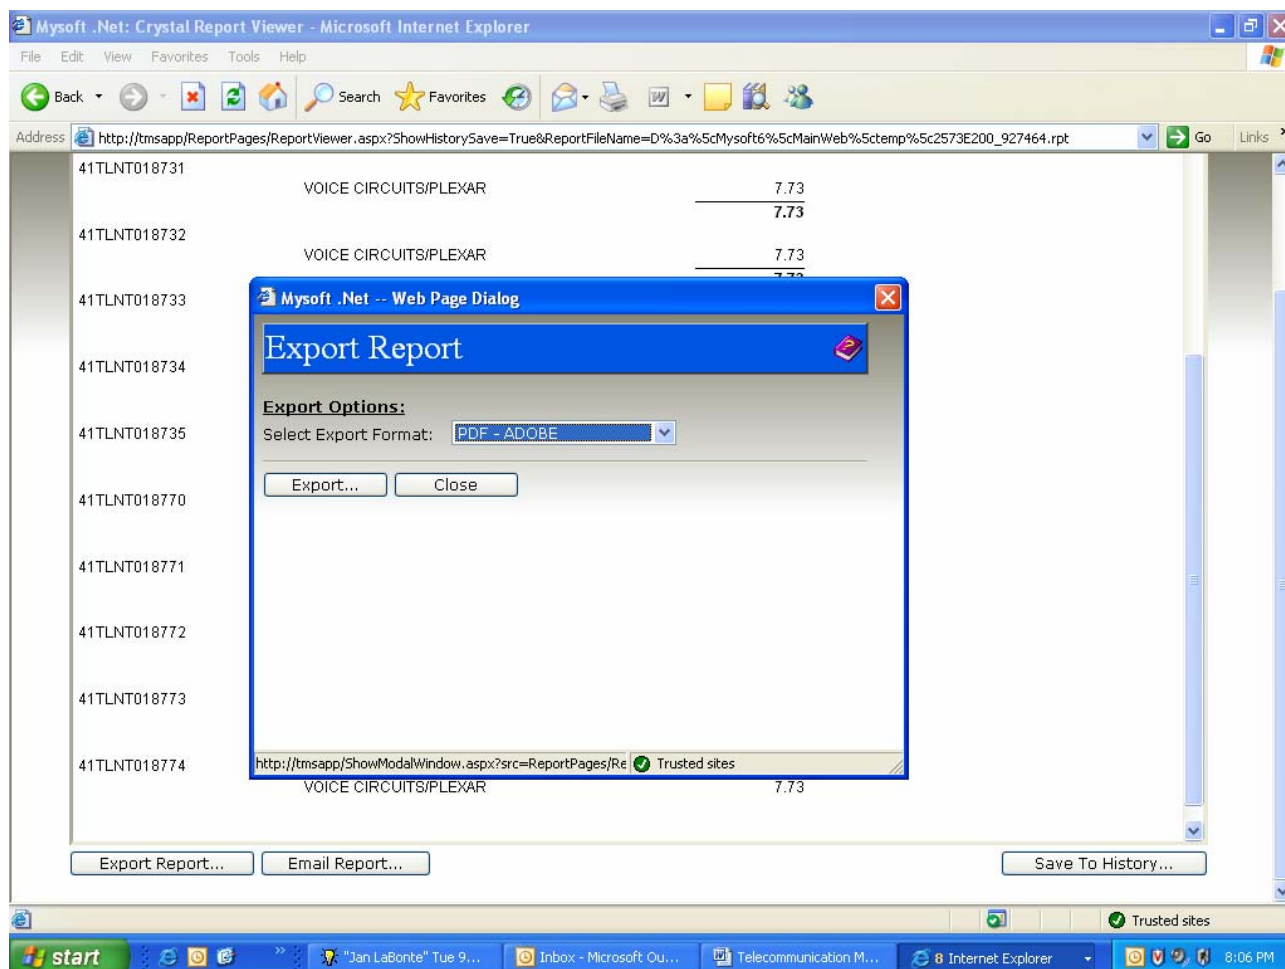 Mysoft .Net: Crystal Report Viewer - Microsoft Internet Explorer
File Edit View Favorites Tools Help
Back Search Favorites
Address http://tmsapp/ReportPages/ReportViewer.aspx?ShowHistorySave=True&ReportFileName=D%3a%5cMysoft6%5cMainWeb%5ctemp%5c2573E200_927464.rpt Go Links
41TLNT018731
VOICE CIRCUITS/PLEXAR 7.73
7.73
41TLNT018732
VOICE CIRCUITS/PLEXAR 7.73
7.73
41TLNT018733
41TLNT018734
41TLNT018735
41TLNT018770
41TLNT018771
41TLNT018772
41TLNT018773
41TLNT018774
VOICE CIRCUITS/PLEXAR 7.73
Mysoft .Net -- Web Page Dialog
Export Report
Export Options:
Select Export Format: PDF - ADOBE
Export... Close
http://tmsapp/ShowModalWindow.aspx?src=ReportPages/Re Trusted sites
Export Report... Email Report... Save To History...
Trusted sites
start "Jan LaBonte" Tue 9... Inbox - Microsoft Ou... Telecommunication M... 8 Internet Explorer 8:06 PM